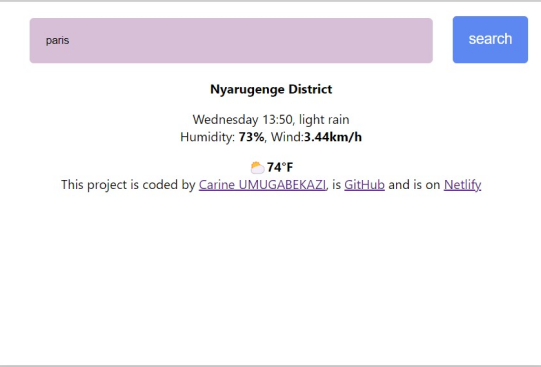 paris
search
Nyarugenge District
Wednesday 13:50, light rain
Humidity: 73%, Wind:3.44km/h
74°F
This project is coded by Carine UMUGABEKAZI, is GitHub and is on Netlify